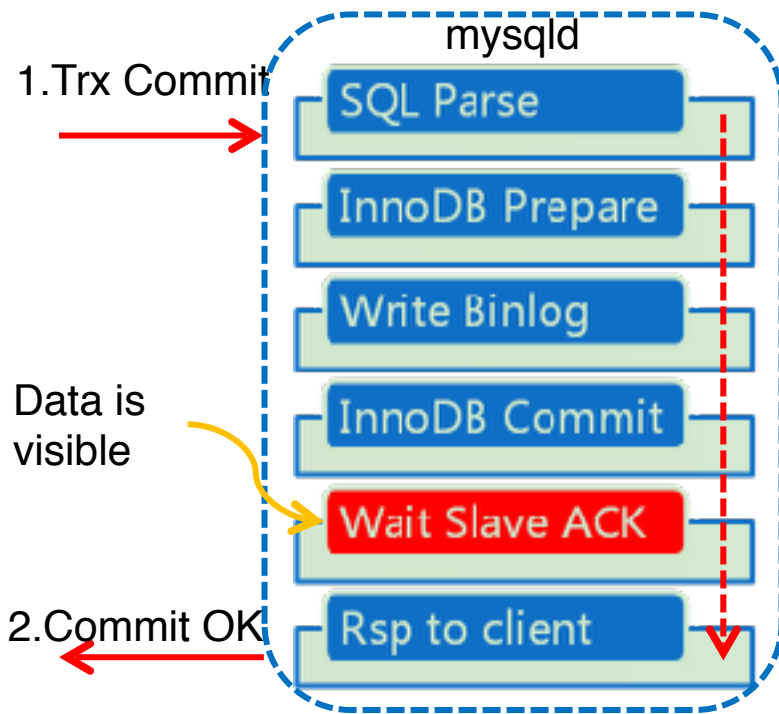 mysqld
1.Trx Commit
SQL Parse
InnoDB Prepare
Write Binlog
InnoDB Commit
Data is
visible
Wait Slave ACK
2.Commit OK
Rsp to client